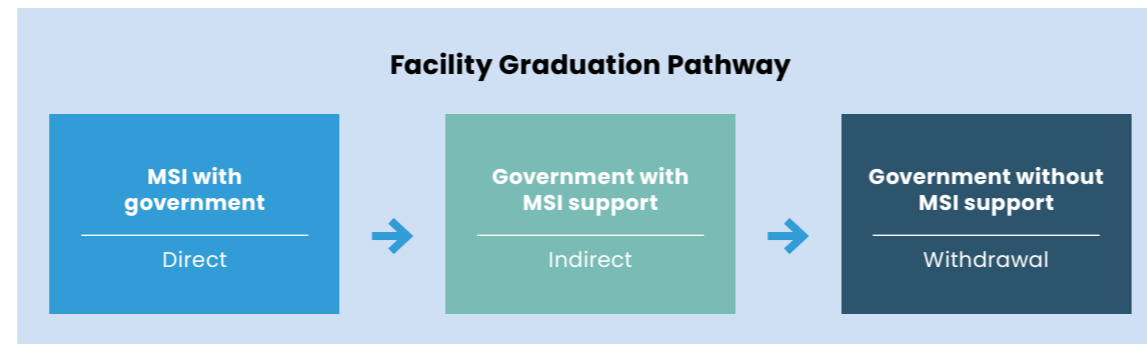 Facility Graduation Pathway
MSI with
government
Direct
Government with
MSI support
Indirect
Government without
MSI support
Withdrawal